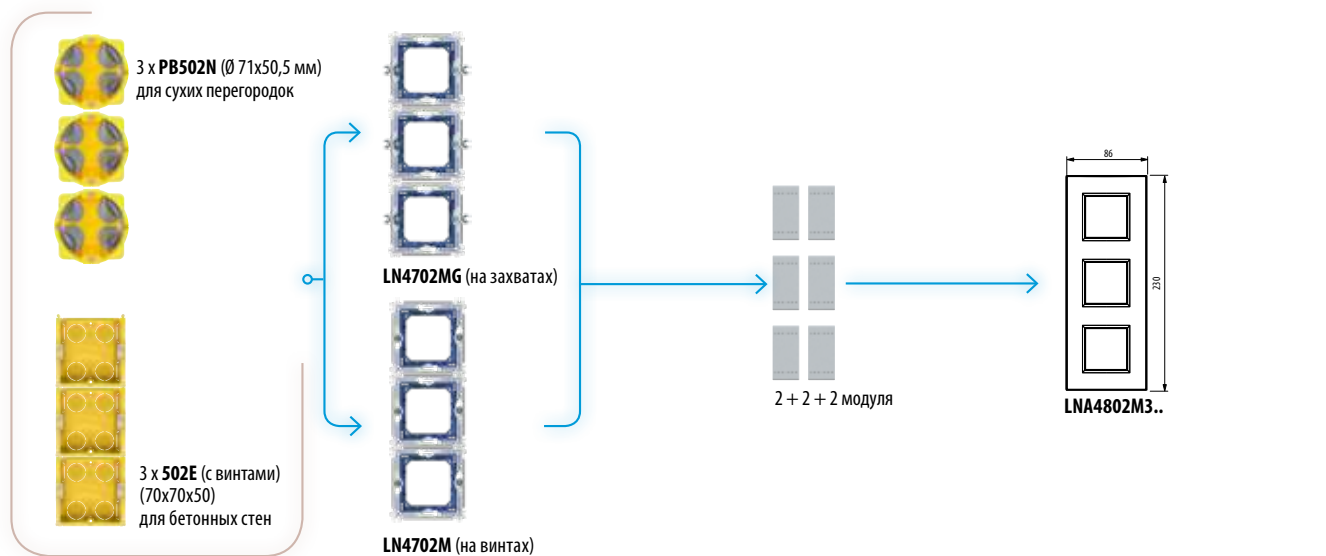 3 x PB502N (Ø 71x50,5 мм)
для сухих перегородок
LN4702MG (на захватах)
3 x 502E (с винтами)
(70x70x50)
для бетонных стен
LN4702M (на винтах)
2 + 2 + 2 модуля
86
230
LNA4802M3..